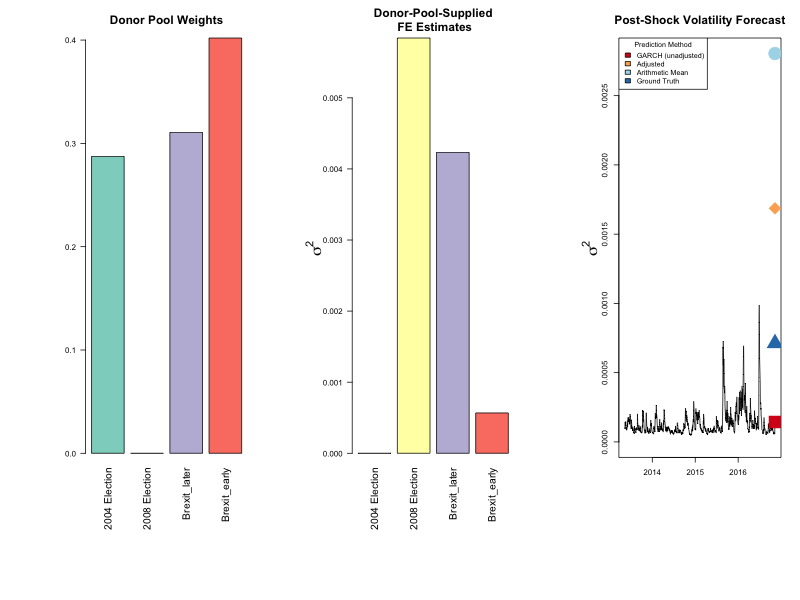 Donor Pool Weights
0.4
0.3
0.2
0.1
0.0
2004 Election
2008 Election
Brexit_later
Brexit_early
Donor-Pool-Supplied
FE Estimates
σ2
0.005
0.004
0.003
0.002
0.001
0.000
2004 Election
2008 Election
Brexit_later
Brexit_early
Post-Shock Volatility Forecast
Prediction Method
GARCH (unadjusted)
Adjusted
Arithmetic Mean
Ground Truth
σ2
0.0025
0.0020
0.0015
0.0010
0.0005
0.0000
2014
2015
2016